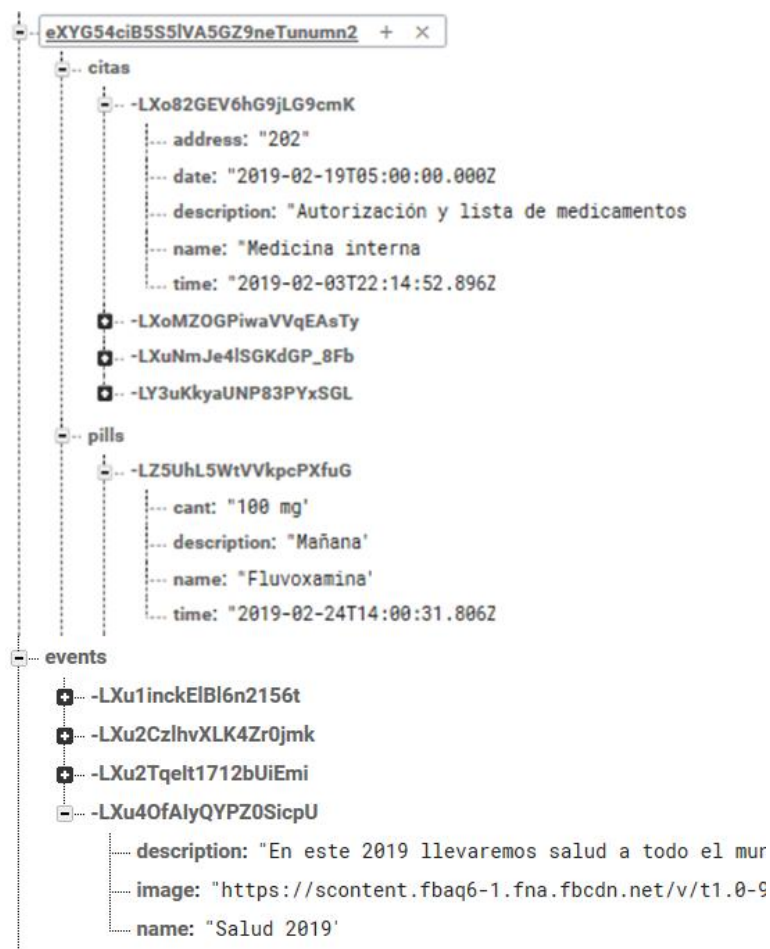 eXYG54ciB5S5lVA5GZ9neTunumn2 + ×
citas
-LXo82GEV6hG9jLG9cmK
address: "202"
date: "2019-02-19T05:00:00.000Z
description: "Autorización y lista de medicamentos
name: "Medicina interna
time: "2019-02-03T22:14:52.896Z
-LXoMZOGPiwaVVqEAsTy
-LXuNmJe4lSGKdGP_8Fb
-LY3uKkyaUNP83PYxSGL
pills
-LZ5UhL5WtVVkpcPXfuG
cant: "100 mg'
description: "Mañana'
name: "Fluvoxamina'
time: "2019-02-24T14:00:31.806Z
events
-LXu1inckElBl6n2156t
-LXu2CzlhvXLK4Zr0jmk
-LXu2Tqelt1712bUiEmi
-LXu4OfAlyQYPZ0SicpU
description: "En este 2019 llevaremos salud a todo el mun
image: "https://scontent.fbaq6-1.fna.fbcdn.net/v/t1.0-9
name: "Salud 2019'